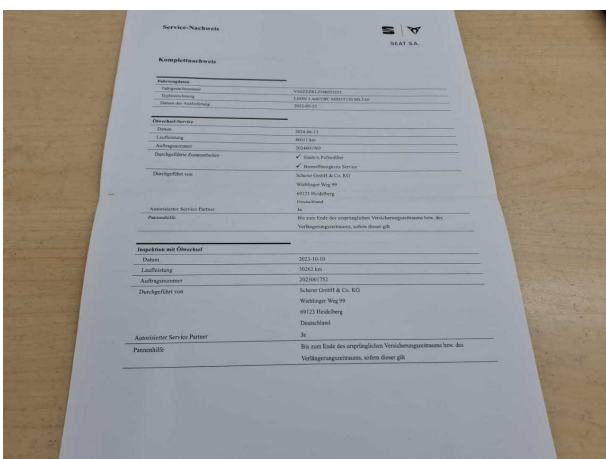 Service-Nachweis
SEAT S.A.
Komplettnachweis
Fahrzeugdaten
Fahrgestellnummer
Typbezeichnung
Datum der Auslieferung
Ölwechsel-Service
Datum 2024-06-13
Laufleistung km
Auftragsnummer
Durchgeführte Zusatzarbeiten ✓ Staub u Pollenfilter
✓ Bremsflüssigkeits Service
Durchgeführt von Scherer GmbH & Co. KG
Wieblinger Weg 99
69123 Heidelberg
Deutschland
Autorisierter Service Partner Ja
Pannenhilfe Bis zum Ende des ursprünglichen Versicherungszeitraums bzw. des
Verlängerungszeitraums, sofern dieser gilt
Inspektion mit Ölwechsel
Datum 2023-10-10
Laufleistung 30262 km
Auftragsnummer 2023061752
Durchgeführt von Scherer GmbH & Co. KG
Wieblinger Weg 99
69123 Heidelberg
Deutschland
Autorisierter Service Partner Ja
Pannenhilfe Bis zum Ende des ursprünglichen Versicherungszeitraums bzw. des
Verlängerungszeitraums, sofern dieser gilt